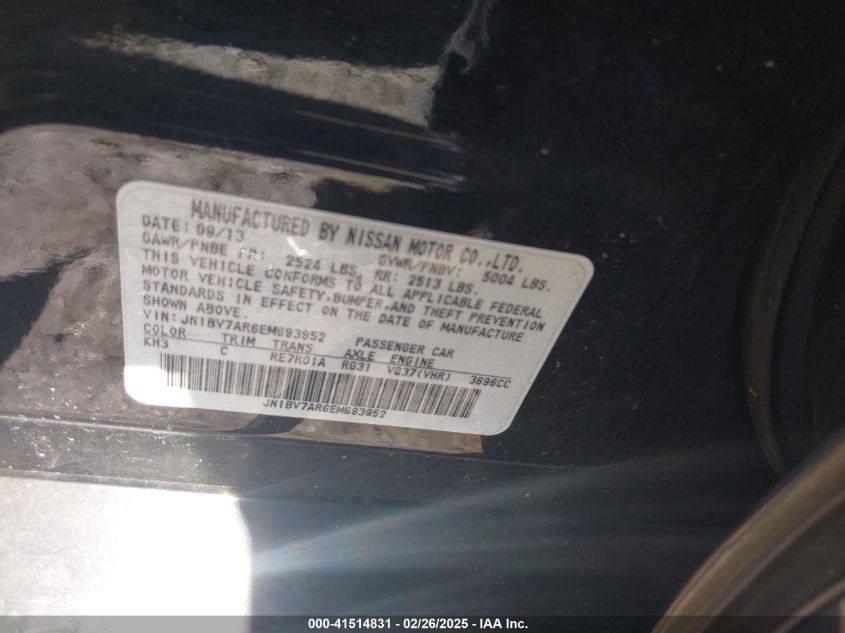 MANUFACTURED BY NISSAN MOTOR CO.,LTD.
DATE: 09/13 GVWR/PNBV: 5004 LBS.
GAWR/PNBE FR: 2524 LBS. RR: 2513 LBS.
THIS VEHICLE CONFORMS TO ALL APPLICABLE FEDERAL
MOTOR VEHICLE SAFETY, BUMPER, AND THEFT PREVENTION
STANDARDS IN EFFECT ON THE DATE OF MANUFACTURE
SHOWN ABOVE.
VIN: JN1BV7AR6EM693952 PASSENGER CAR
COLOR TRIM TRANS AXLE ENGINE
KH3 C RE7R01A RG31 VQ37(VHR) 3696CC
JN1BV7AR6EM693952
000-41514831 - 02/26/2025 - IAA Inc.